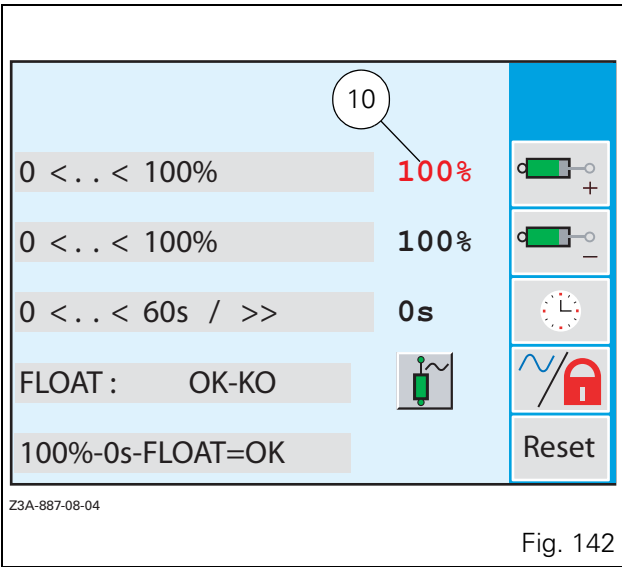 10
0 <..< 100% 100% +
0 <..< 100% 100% −
0 <..< 60s / >> 0s
FLOAT: OK-KO
100%-0s-FLOAT=OK Reset
Z3A-887-08-04
Fig. 142